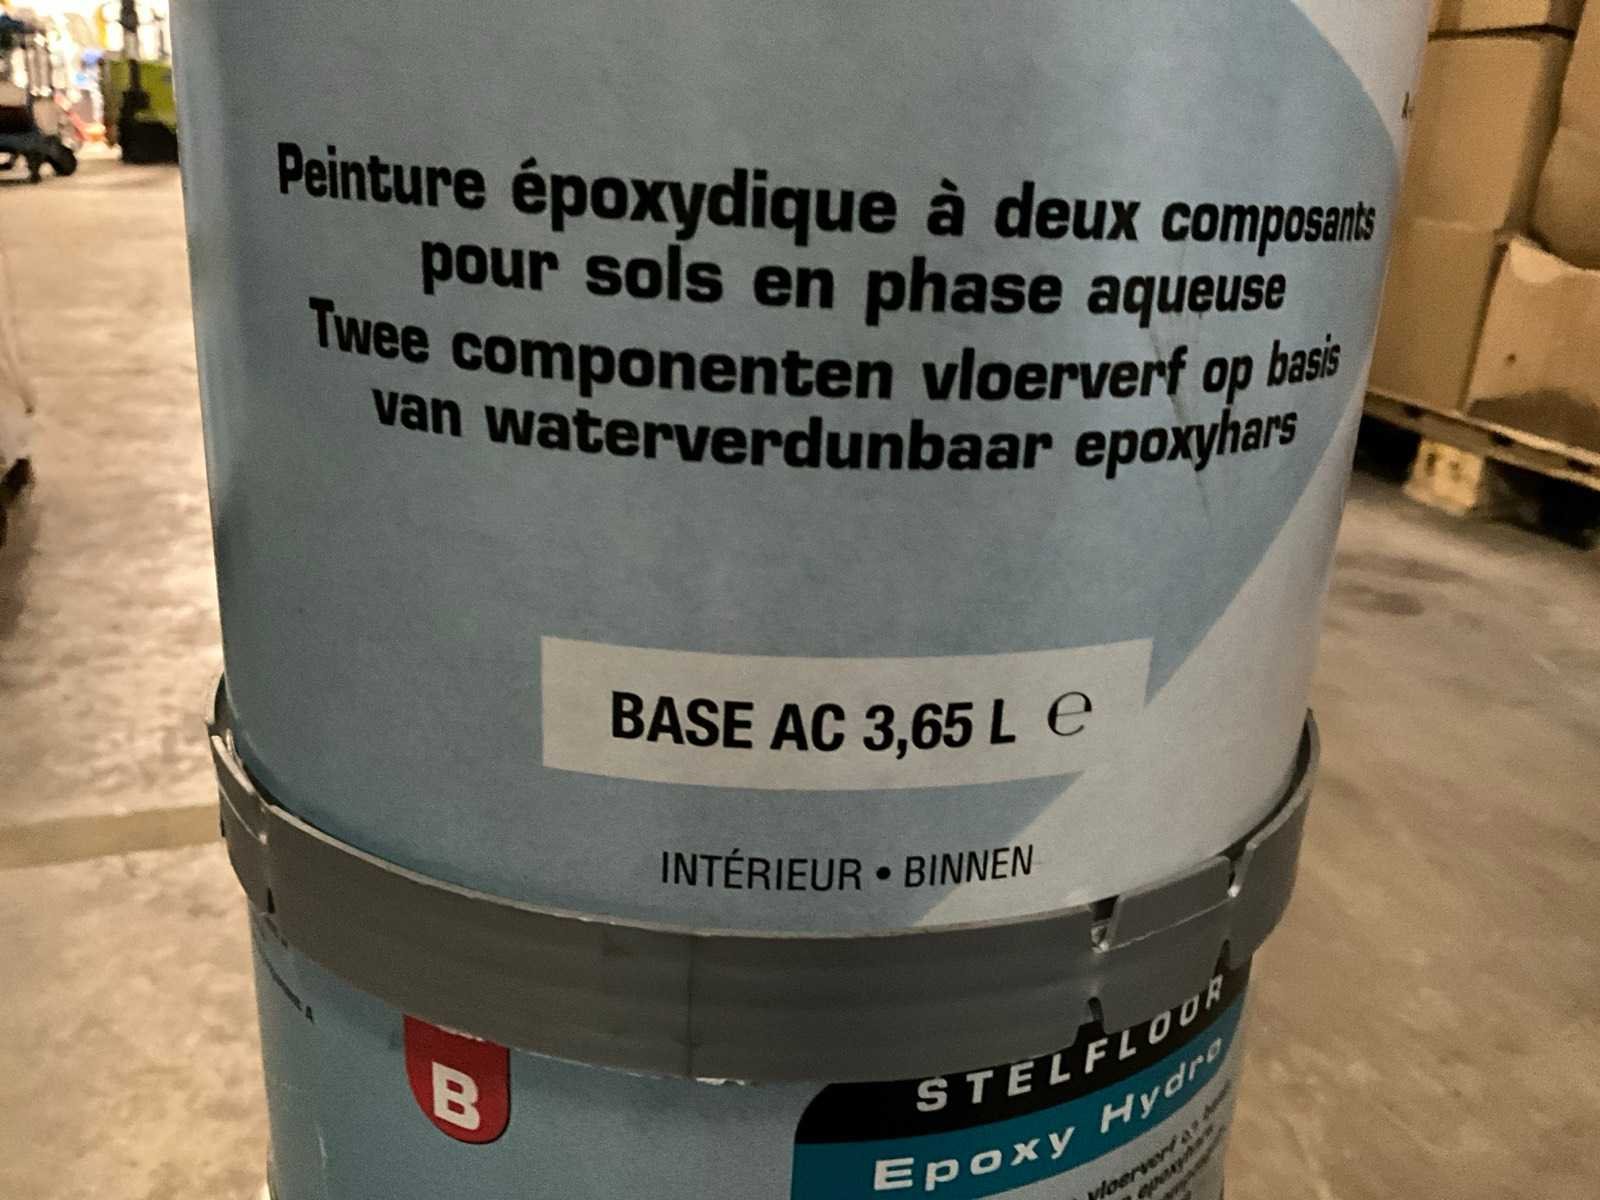 Peinture époxydique à deux composants
pour sols en phase aqueuse
Twee componenten vloerverf op basis
van waterverdunbaar epoxyhars
BASE AC 3,65 L ℮
INTÉRIEUR • BINNEN
B
STELFLOOR
Epoxy Hydro
vloerverf